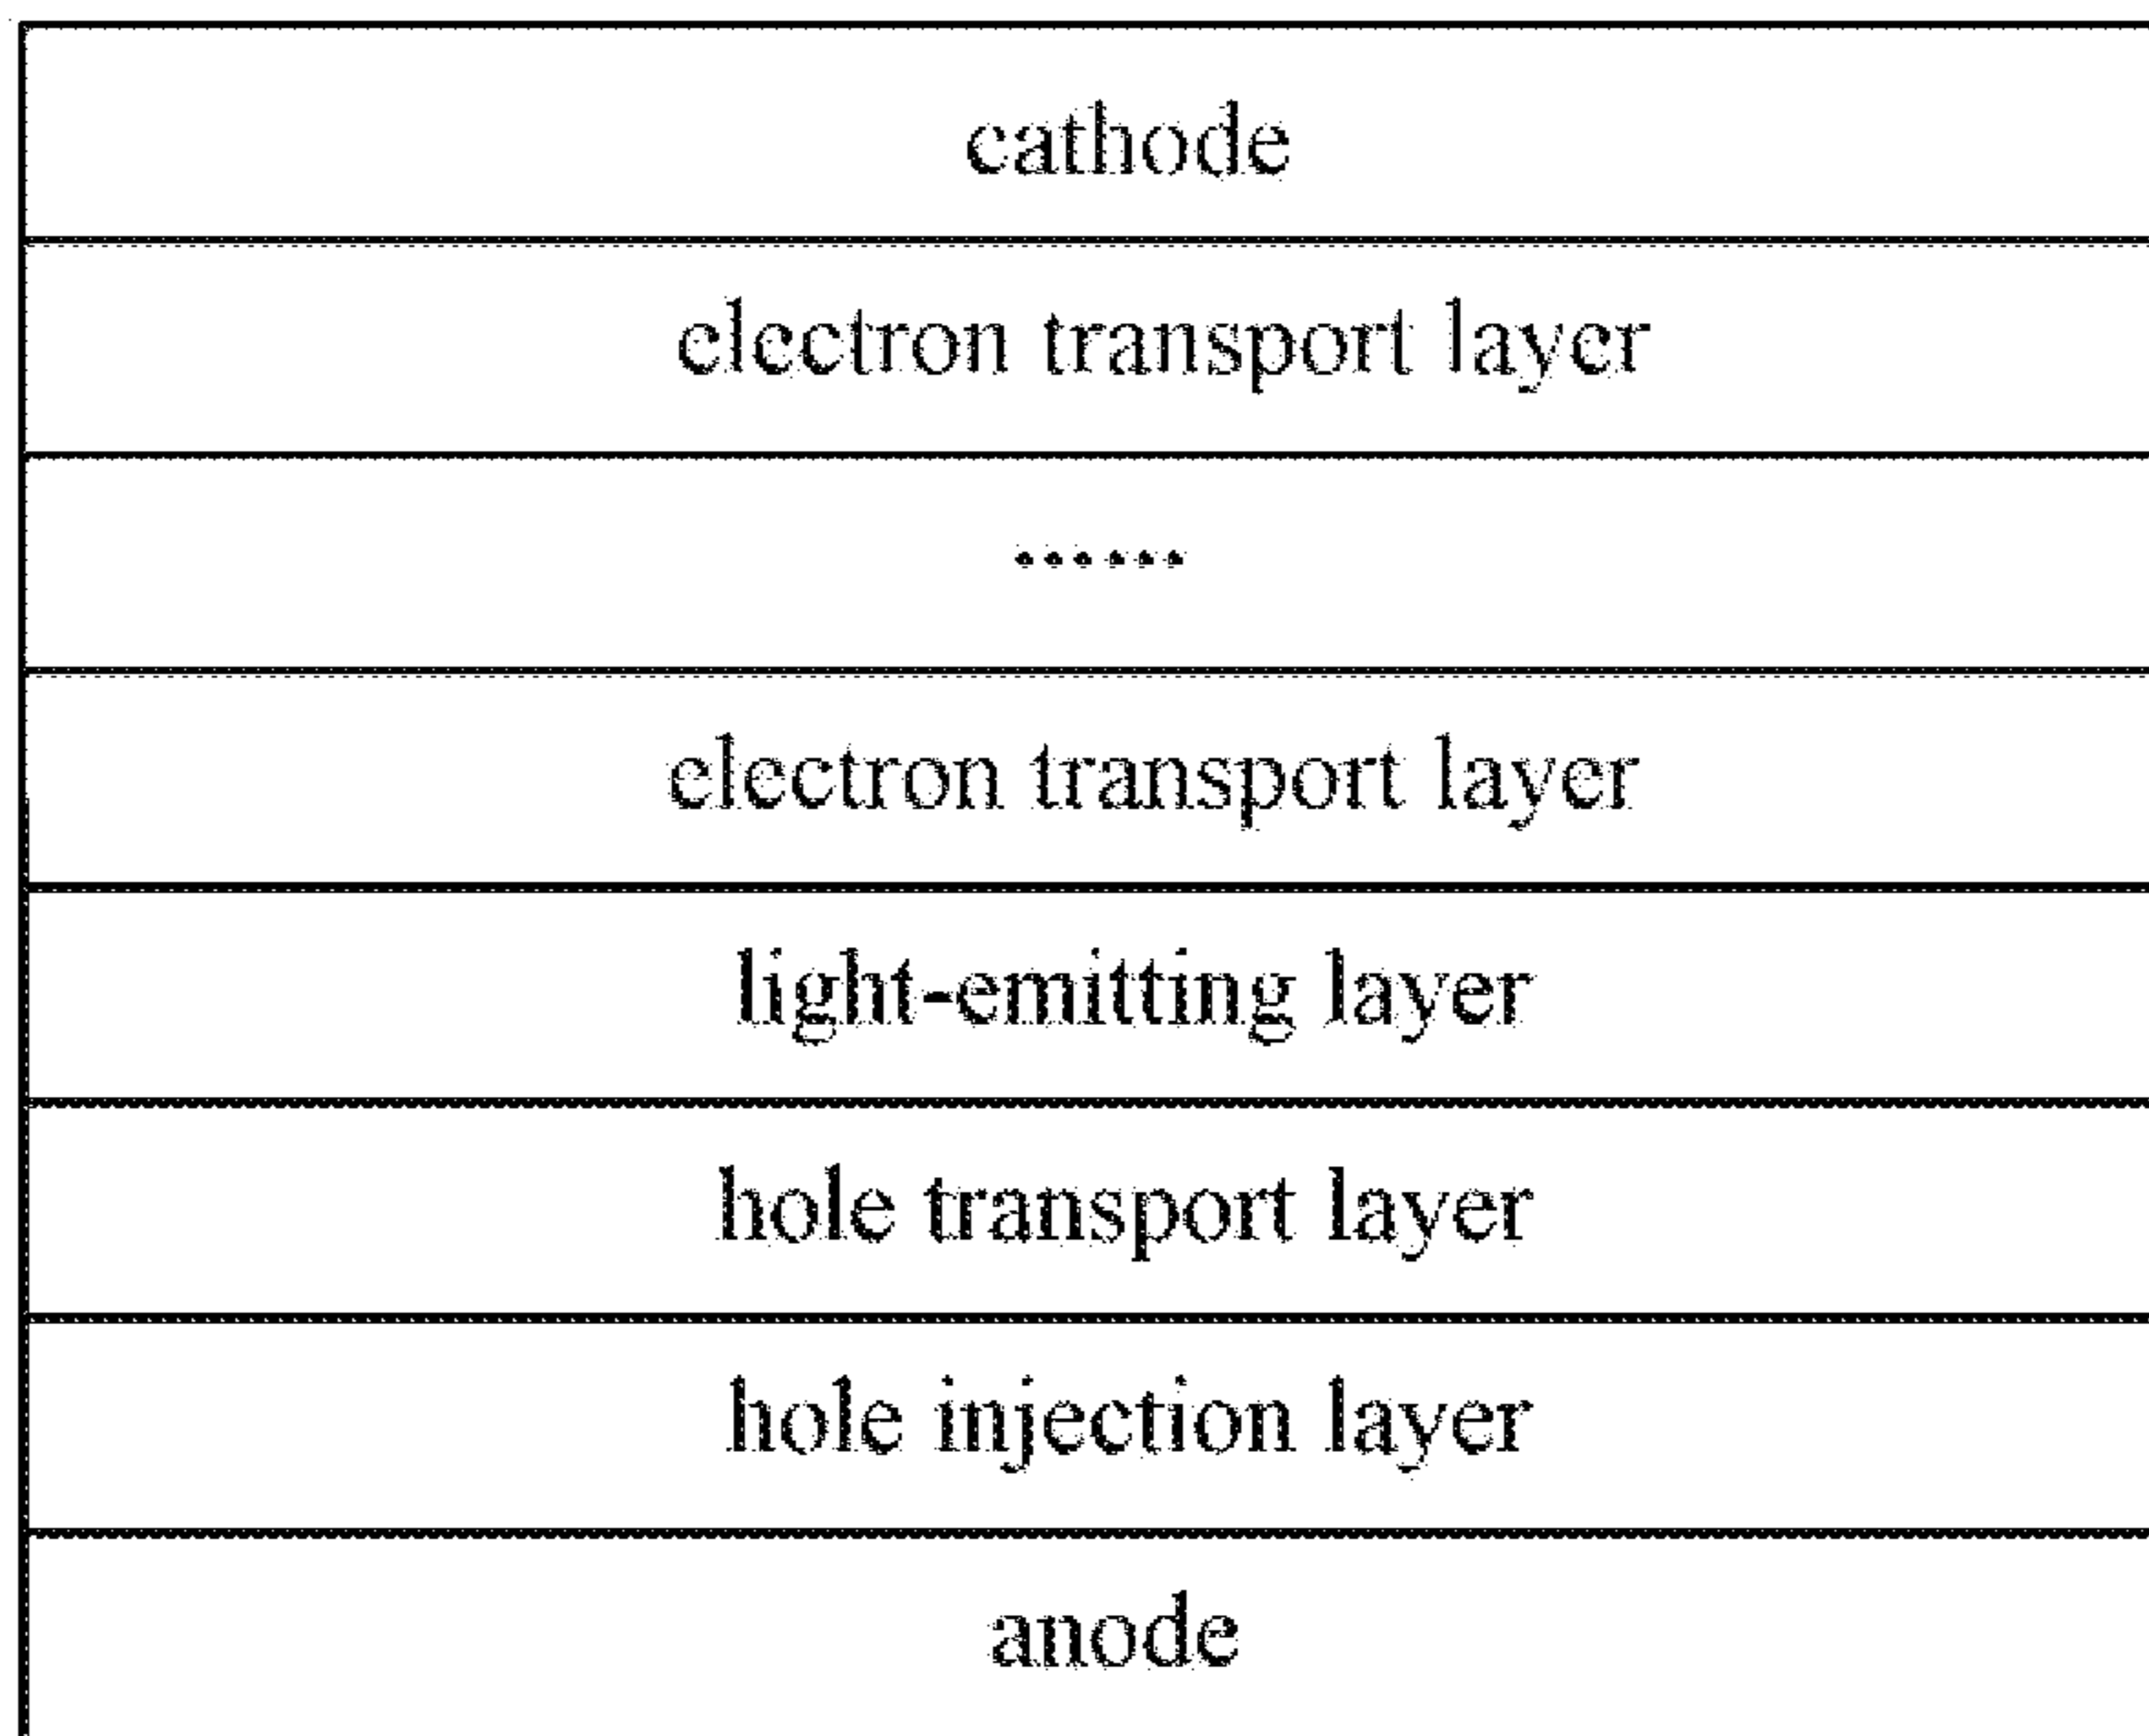 cathode
electron transport layer
......
electron transport layer
light-emitting layer
hole transport layer
hole injection layer
anode